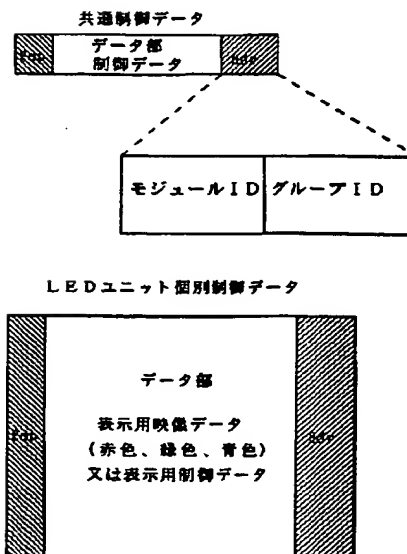 共通制御データ
データ部
制御データ
モジュールID グループID
LEDユニット個別制御データ
データ部
表示用映像データ
(赤色、緑色、青色)
又は表示用制御データ